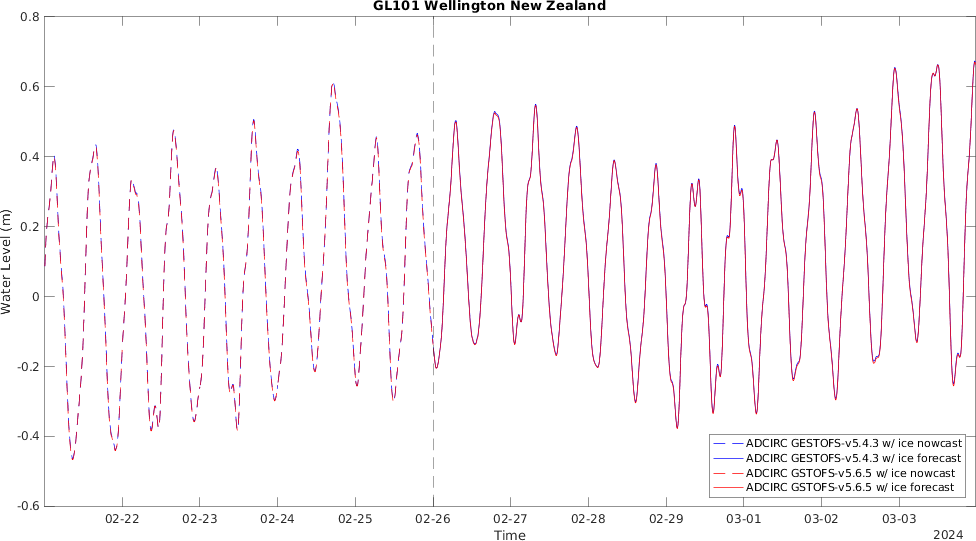 GL101 Wellington New Zealand
0.8
0.6
0.4
0.2
0
-0.2
-0.4
-0.6
Water Level (m)
ADCIRC GESTOFS-v5.4.3 w/ ice nowcast
ADCIRC GESTOFS-v5.4.3 w/ ice forecast
ADCIRC GSTOFS-v5.6.5 w/ ice nowcast
ADCIRC GSTOFS-v5.6.5 w/ ice forecast
02-22 02-23 02-24 02-25 02-26 02-27 02-28 02-29 03-01 03-02 03-03
Time
2024